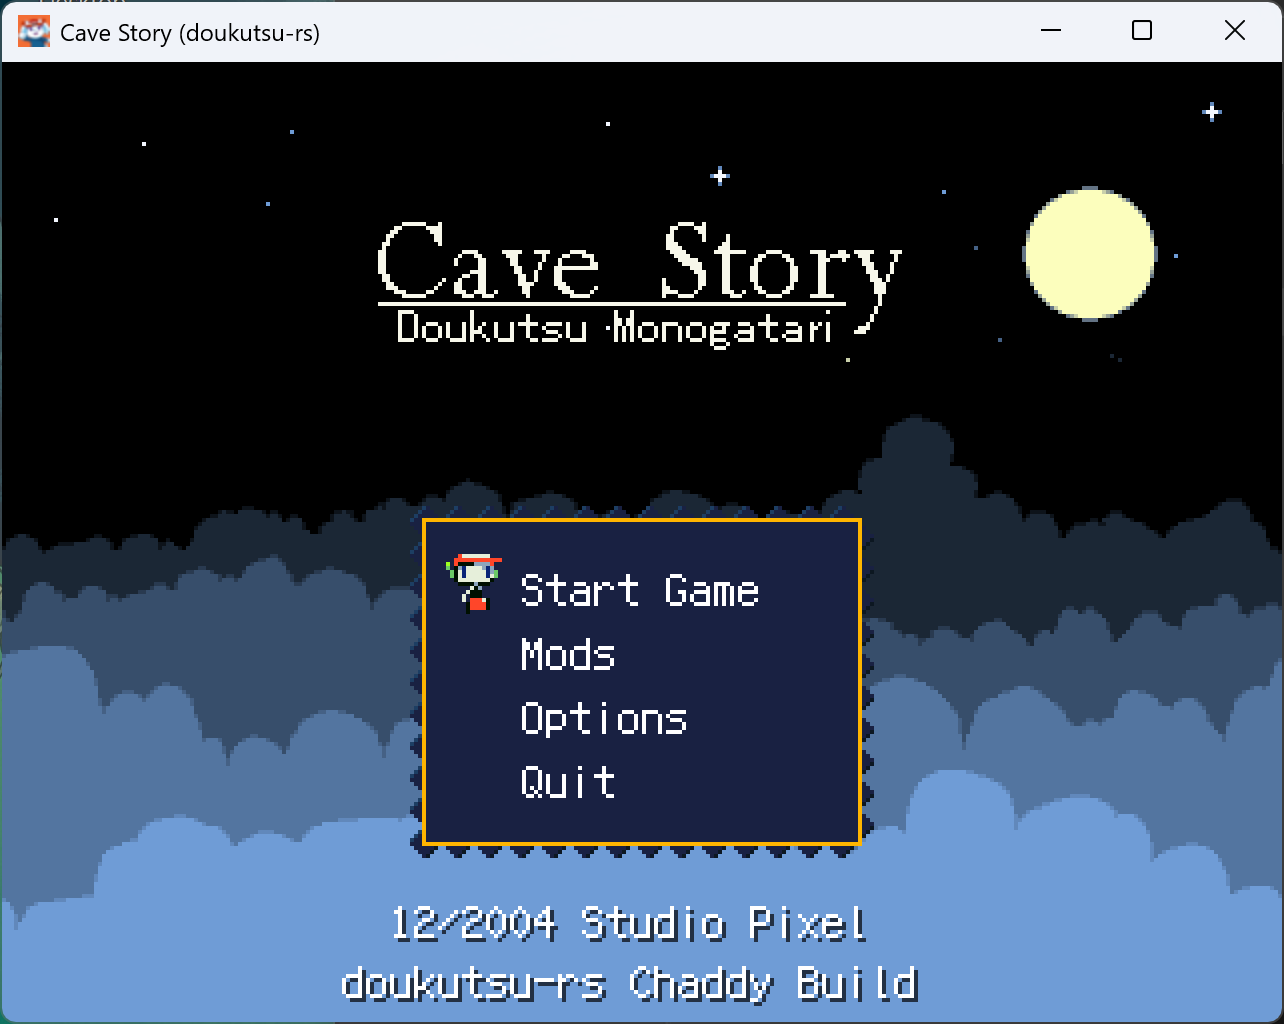 Cave Story (doukutsu-rs)
Cave Story
Doukutsu Monogatari
Start Game
Mods
Options
Quit
12/2004 Studio Pixel
doukutsu-rs Chaddy Build